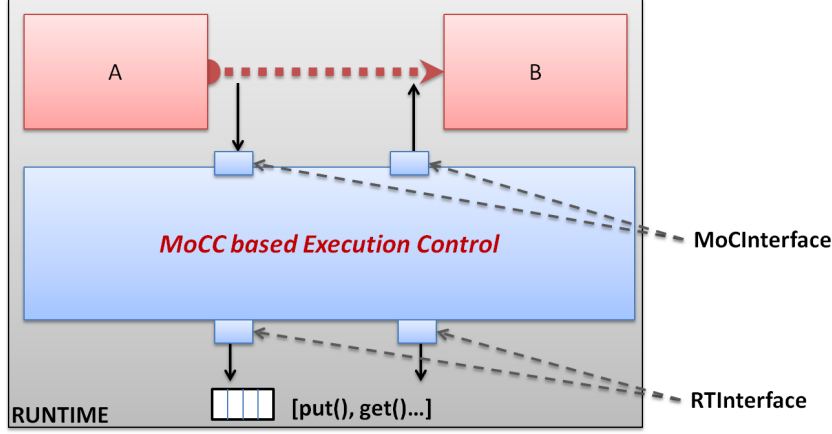 A
B
MoCC based Execution Control
MoCInterface
RTInterface
[put(), get()…]
RUNTIME